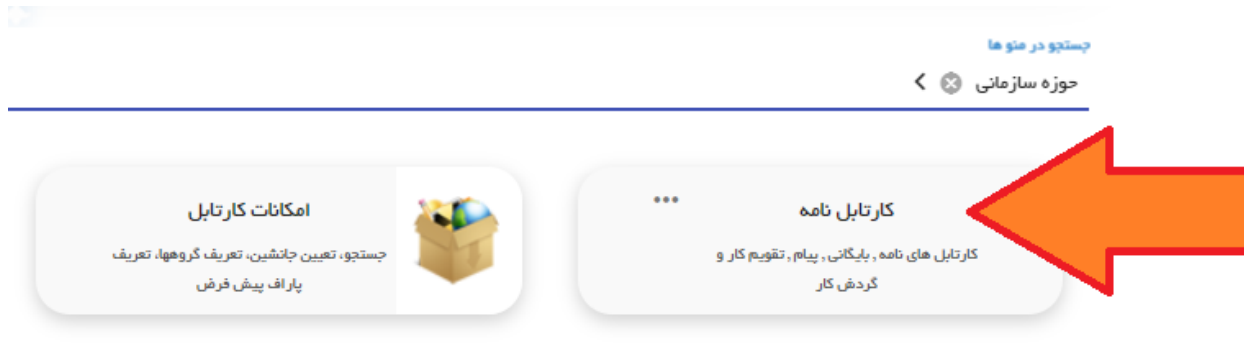 جستجو در منو ها
حوزه سازمانی
کارتابل نامه
کارتابل های نامه , بایگانی , پیام , تقویم کار و
گردش کار
امکانات کارتابل
جستجو، تعیین جانشین، تعریف گروهها، تعریف
پاراف پیش فرض